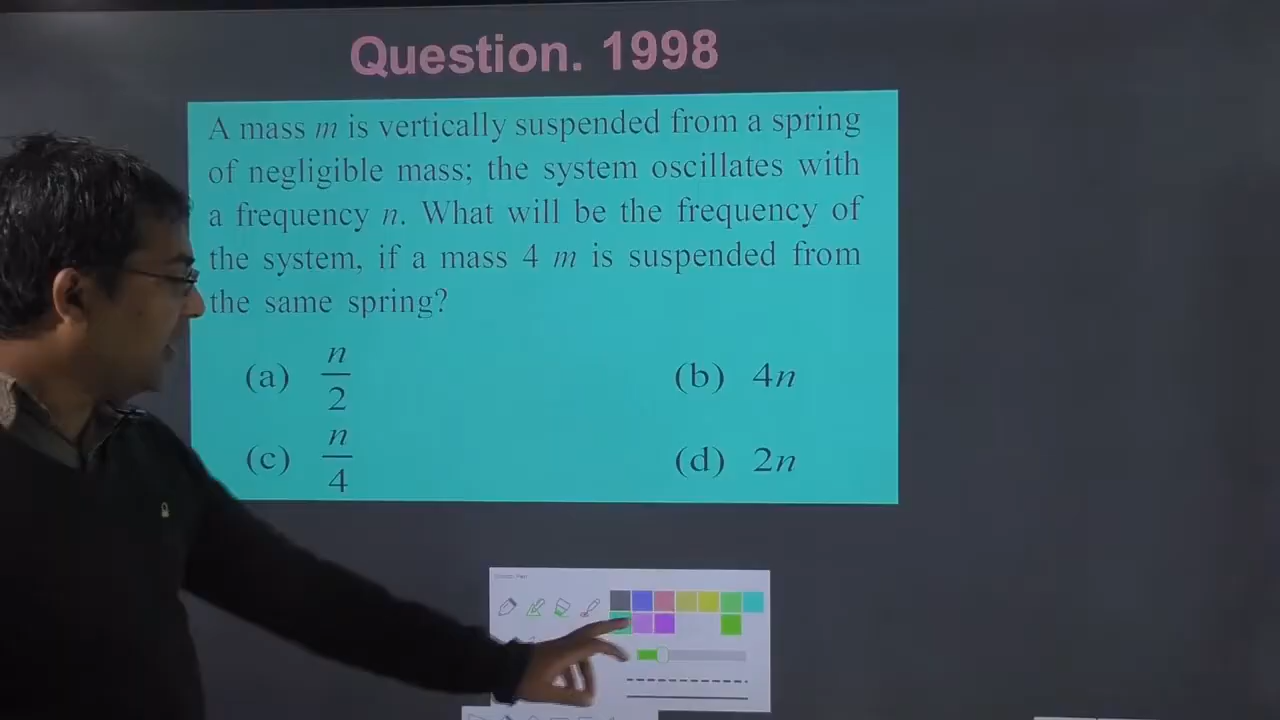 Question. 1998
A mass m is vertically suspended from a spring
of negligible mass; the system oscillates with
a frequency n. What will be the frequency of
the system, if a mass 4 m is suspended from
the same spring?
(a) n/2 (b) 4n
(c) n/4 (d) 2n